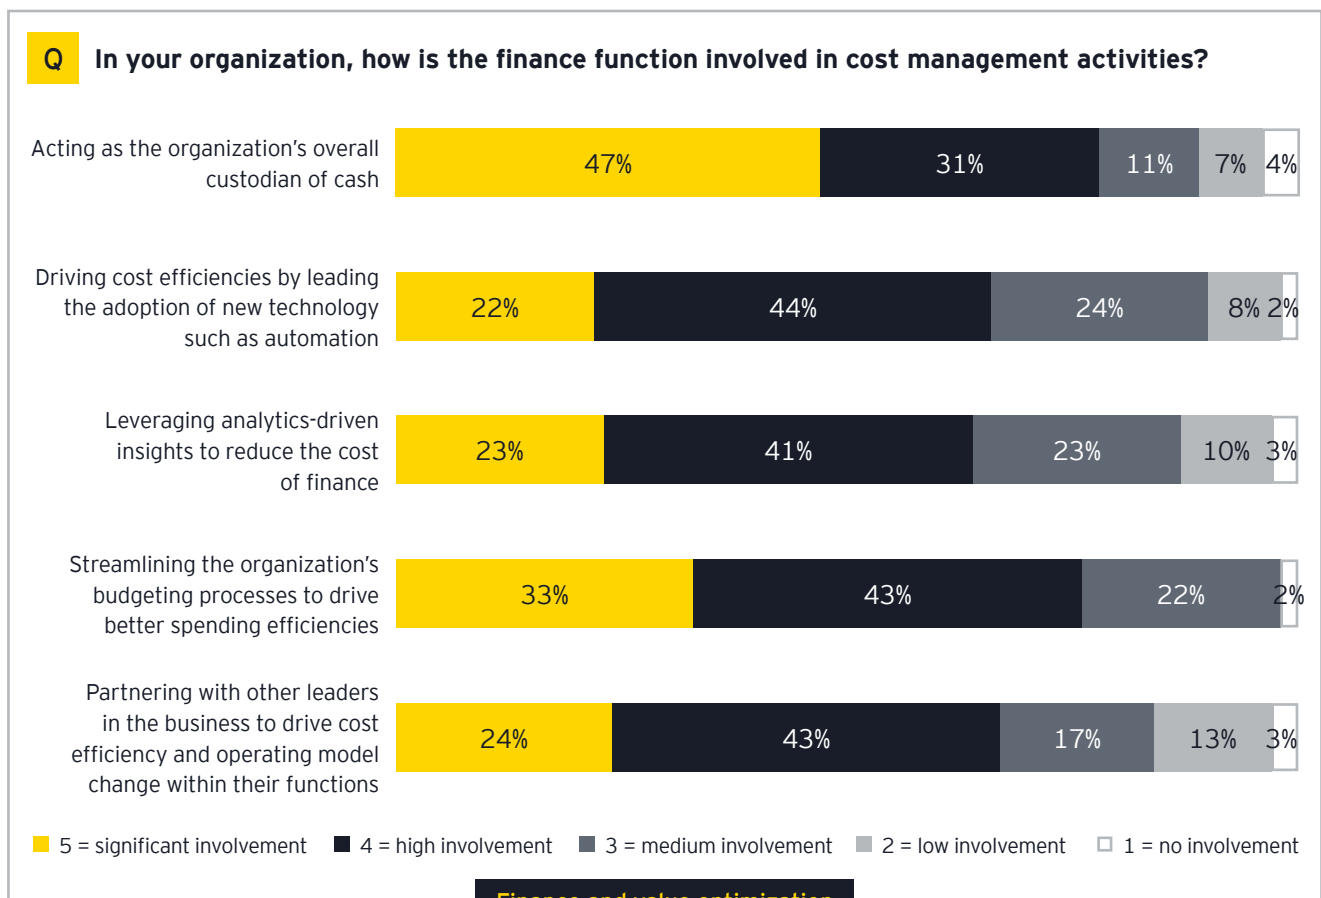 Q In your organization, how is the finance function involved in cost management activities?
Acting as the organization's overall
custodian of cash
47% 31% 11% 7% 4%
Driving cost efficiencies by leading
the adoption of new technology
such as automation
22% 44% 24% 8% 2%
Leveraging analytics-driven
insights to reduce the cost
of finance
23% 41% 23% 10% 3%
Streamlining the organization's
budgeting processes to drive
better spending efficiencies
33% 43% 22% 2%
Partnering with other leaders
in the business to drive cost
efficiency and operating model
change within their functions
24% 43% 17% 13% 3%
5 = significant involvement 4 = high involvement 3 = medium involvement 2 = low involvement 1 = no involvement
Finance and value optimization